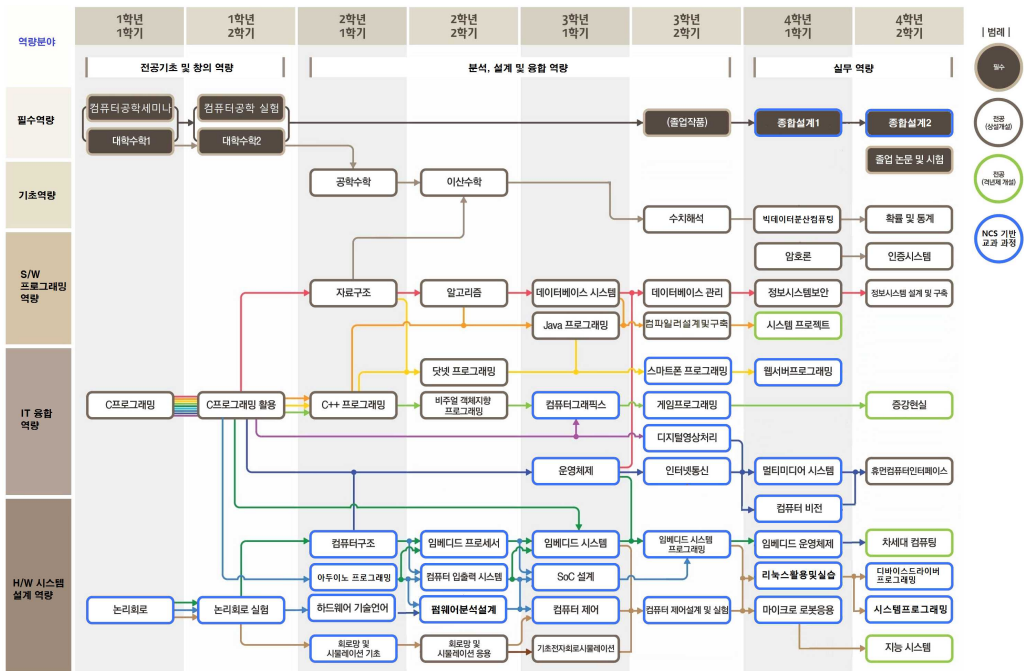 역량분야
1학년
1학기
1학년
2학기
2학년
1학기
2학년
2학기
3학년
1학기
3학년
2학기
4학년
1학기
4학년
2학기
| 범례 |
전공기초 및 창의 역량
분석, 설계 및 융합 역량
실무 역량
필수
전공
(상설개설)
전공
(격년제 개설)
NCS 기반
교과 과정
필수역량
컴퓨터공학세미나
컴퓨터공학 실험
(졸업작품)
종합설계1
종합설계2
대학수학1
대학수학2
졸업 논문 및 시험
기초역량
공학수학
이산수학
수치해석
빅데이터분산컴퓨팅
확률 및 통계
암호론
인증시스템
S/W
프로그래밍
역량
자료구조
알고리즘
데이터베이스 시스템
데이터베이스 관리
정보시스템보안
정보시스템 설계 및 구축
Java 프로그래밍
컴파일러설계및구축
시스템 프로젝트
닷넷 프로그래밍
스마트폰 프로그래밍
웹서버프로그래밍
IT 융합
역량
C프로그래밍
C프로그래밍 활용
C++ 프로그래밍
비주얼 객체지향
프로그래밍
컴퓨터그래픽스
게임프로그래밍
증강현실
디지털영상처리
운영체제
인터넷통신
멀티미디어 시스템
휴먼컴퓨터인터페이스
컴퓨터 비전
H/W 시스템
설계 역량
컴퓨터구조
임베디드 프로세서
임베디드 시스템
임베디드 시스템
프로그래밍
임베디드 운영체제
차세대 컴퓨팅
아두이노 프로그래밍
컴퓨터 입출력 시스템
SoC 설계
리눅스활용및실습
디바이스드라이버
프로그래밍
논리회로
논리회로 실험
하드웨어 기술언어
펌웨어분석설계
컴퓨터 제어
컴퓨터 제어설계 및 실험
마이크로 로봇응용
시스템프로그래밍
회로망 및
시물레이션 기초
회로망 및
시물레이션 응용
기초전자회로시물레이션
지능 시스템